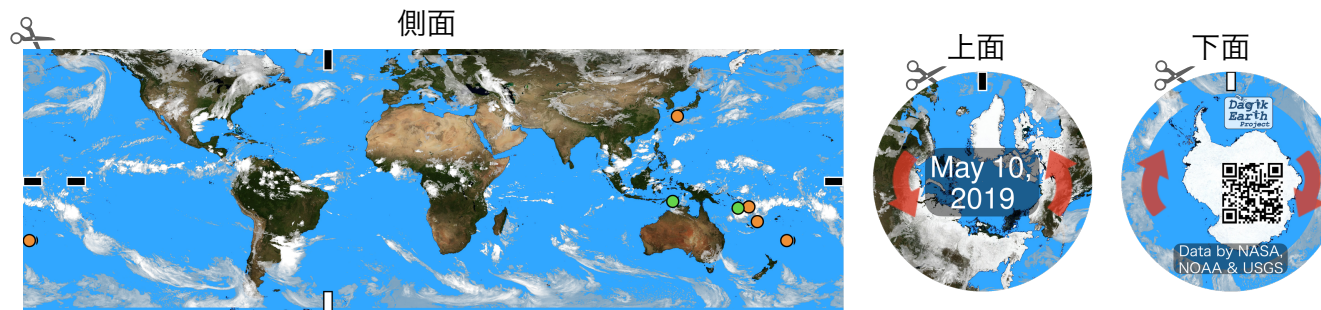 側面
上面
下面
May 10,
2019
Dagik
Earth
Project
Data by NASA,
NOAA & USGS